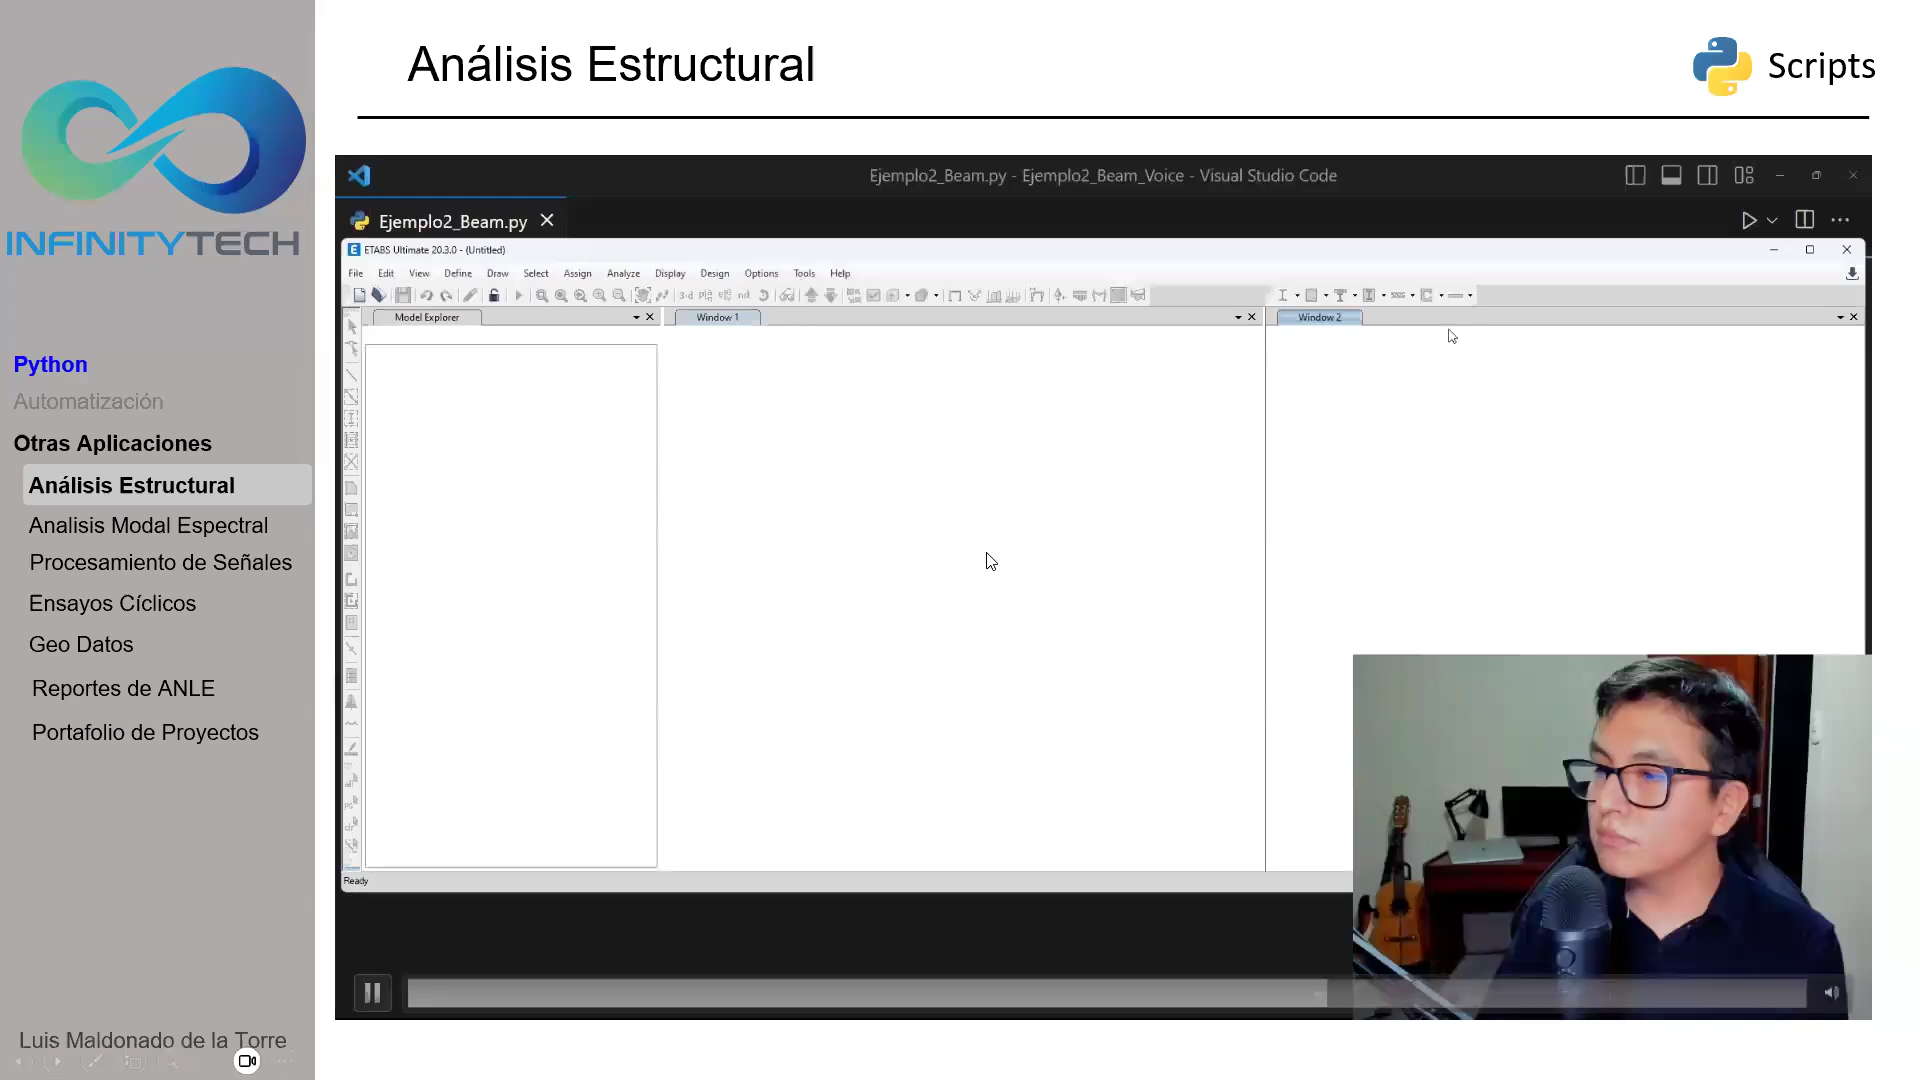 Análisis Estructural
Scripts
INFINITYTECH
Python
Automatización
Otras Aplicaciones
Análisis Estructural
Analisis Modal Espectral
Procesamiento de Señales
Ensayos Cíclicos
Geo Datos
Reportes de ANLE
Portafolio de Proyectos
Luis Maldonado de la Torre
Ejemplo2_Beam.py - Ejemplo2_Beam_Voice - Visual Studio Code
Ejemplo2_Beam.py
ETABS Ultimate 20.3.0 - (Untitled)
File Edit View Define Draw Select Assign Analyze Display Design Options Tools Help
3-d nd
Model Explorer Window 1 Window 2
Ready